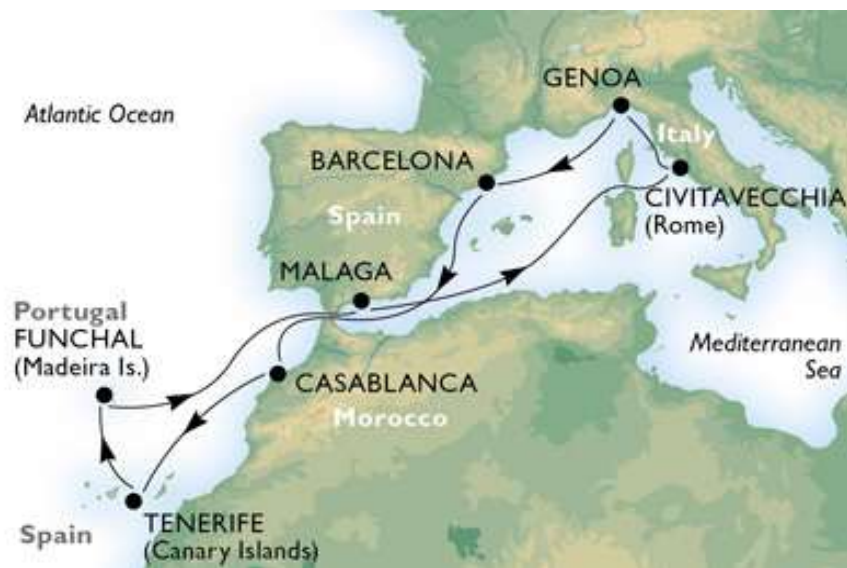 GENOA
Atlantic Ocean
Italy
BARCELONA
CIVITAVECCHIA
(Rome)
Spain
MALAGA
Portugal
FUNCHAL
(Madeira Is.)
Mediterranean
Sea
CASABLANCA
Morocco
Spain
TENERIFE
(Canary Islands)